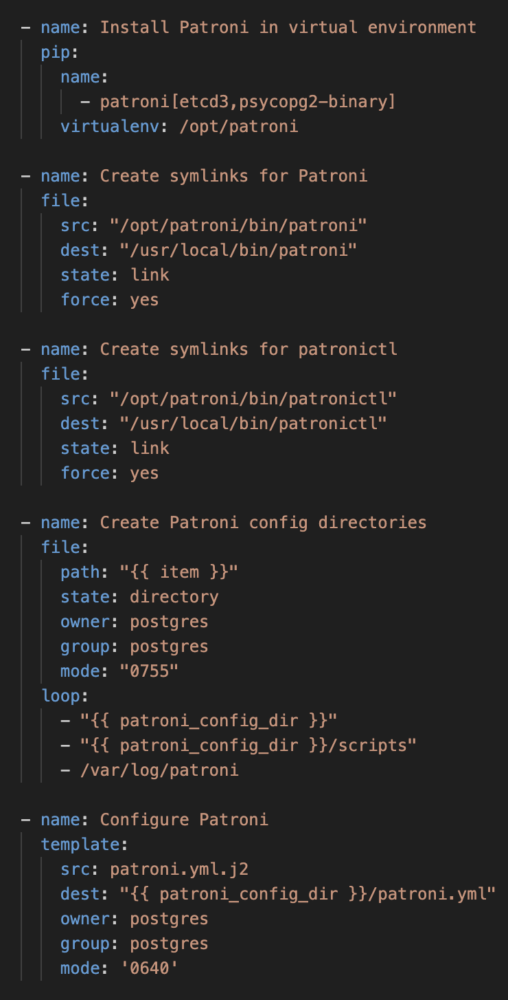 - name: Install Patroni in virtual environment
  pip:
    name:
      - patroni[etcd3,psycopg2-binary]
    virtualenv: /opt/patroni

- name: Create symlinks for Patroni
  file:
    src: "/opt/patroni/bin/patroni"
    dest: "/usr/local/bin/patroni"
    state: link
    force: yes

- name: Create symlinks for patronictl
  file:
    src: "/opt/patroni/bin/patronictl"
    dest: "/usr/local/bin/patronictl"
    state: link
    force: yes

- name: Create Patroni config directories
  file:
    path: "{{ item }}"
    state: directory
    owner: postgres
    group: postgres
    mode: "0755"
  loop:
    - "{{ patroni_config_dir }}"
    - "{{ patroni_config_dir }}/scripts"
    - /var/log/patroni

- name: Configure Patroni
  template:
    src: patroni.yml.j2
    dest: "{{ patroni_config_dir }}/patroni.yml"
    owner: postgres
    group: postgres
    mode: '0640'